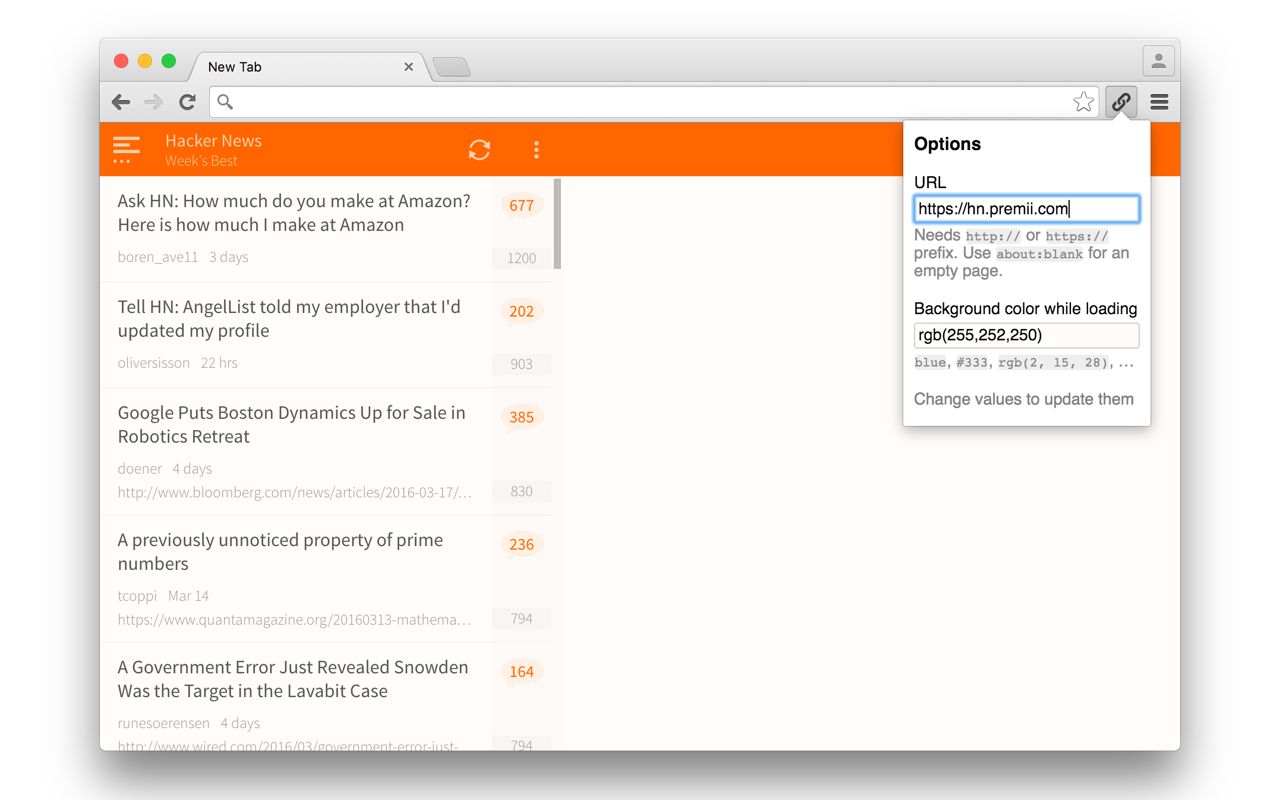 New Tab
Hacker News
Week's Best
Ask HN: How much do you make at Amazon?
Here is how much I make at Amazon
677
boren_ave11 3 days
1200
Tell HN: AngelList told my employer that I'd
updated my profile
202
oliversisson 22 hrs
903
Google Puts Boston Dynamics Up for Sale in
Robotics Retreat
385
doener 4 days
http://www.bloomberg.com/news/articles/2016-03-17/…
830
A previously unnoticed property of prime
numbers
236
tcoppi Mar 14
https://www.quantamagazine.org/20160313-mathema…
794
A Government Error Just Revealed Snowden
Was the Target in the Lavabit Case
164
runesoerensen 4 days
http://www.wired.com/2016/03/government-error-just-
794
Options
URL
https://hn.premii.com
Needs http:// or https://
prefix. Use about:blank for an
empty page.
Background color while loading
rgb(255,252,250)
blue, #333, rgb(2, 15, 28), …
Change values to update them